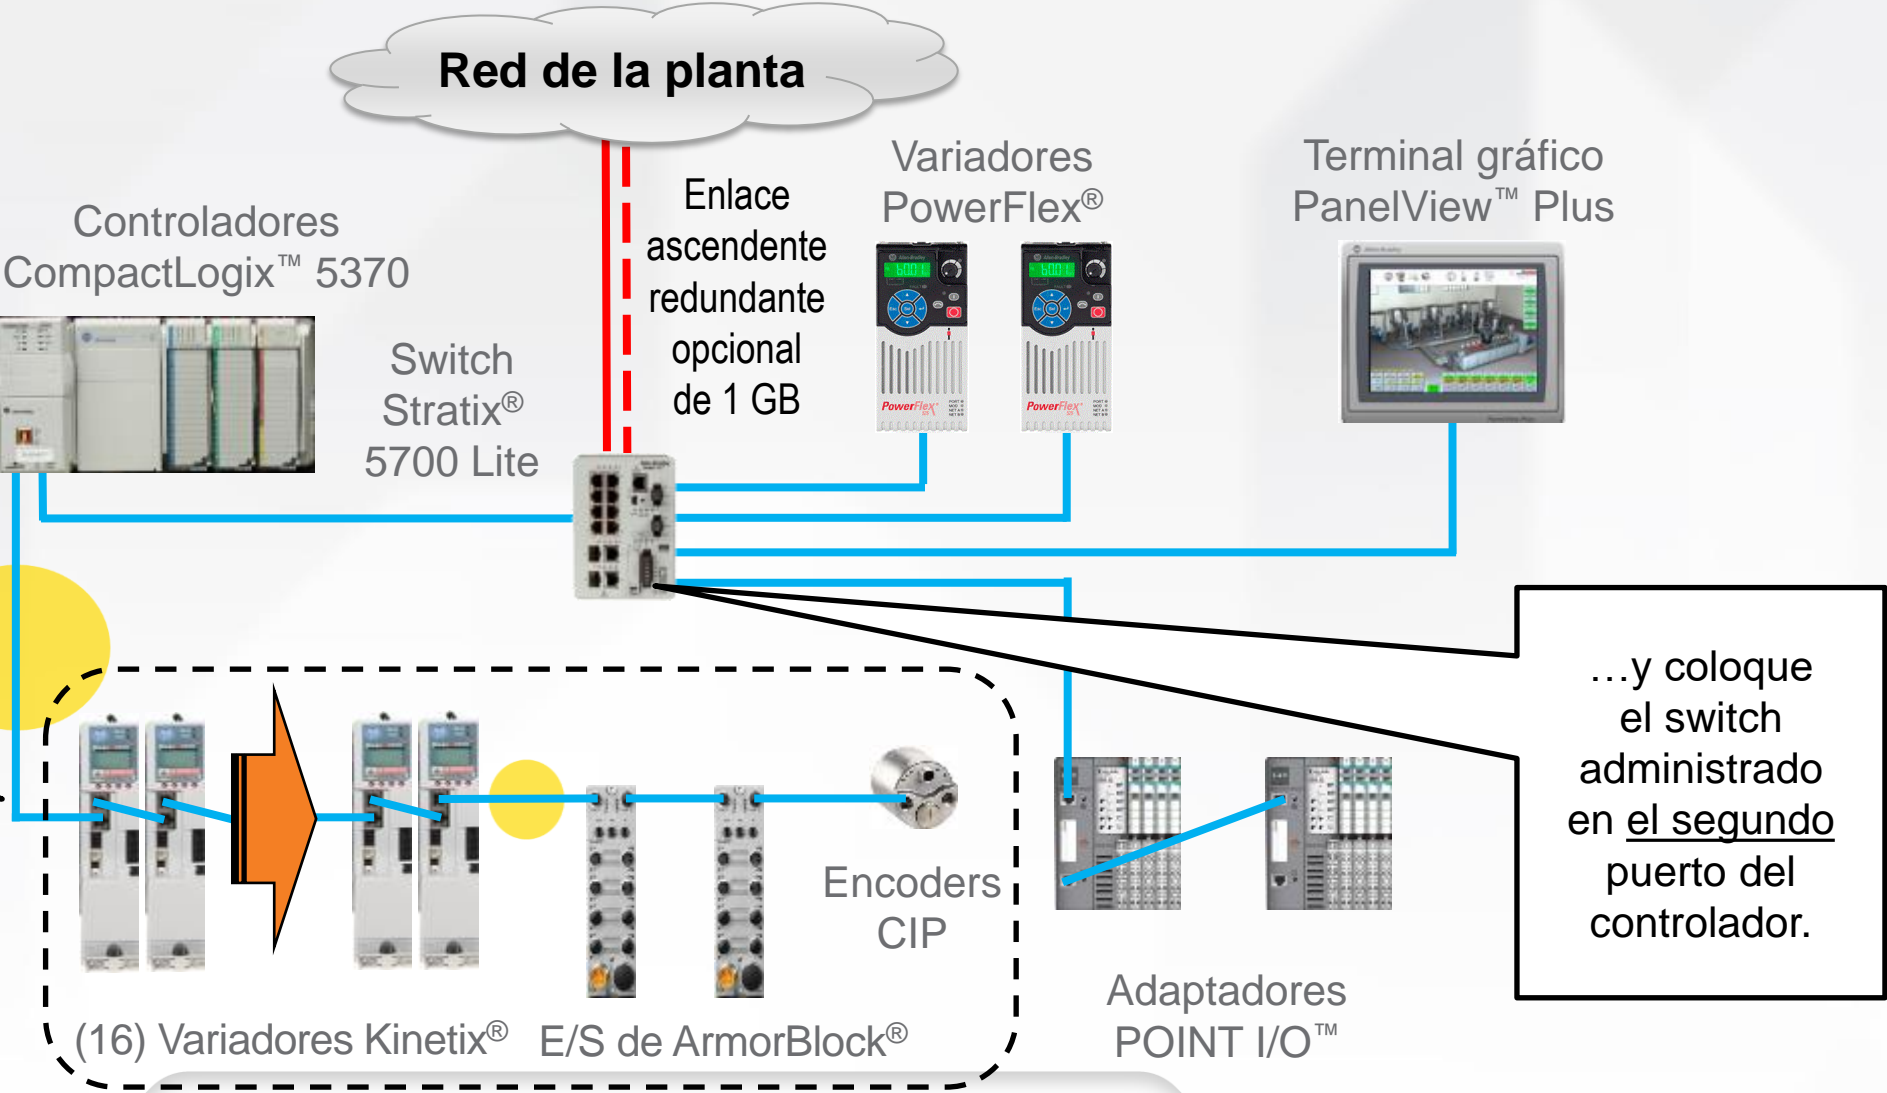 Red de la planta
Controladores
CompactLogix™ 5370
Switch
Stratix®
5700 Lite
Enlace
ascendente
redundante
opcional
de 1 GB
Variadores
PowerFlex®
PowerFlex
PowerFlex
Terminal gráfico
PanelView™ Plus
…y coloque
el switch
administrado
en el segundo
puerto del
controlador.
Encoders
CIP
(16) Variadores Kinetix®
E/S de ArmorBlock®
Adaptadores
POINT I/O™